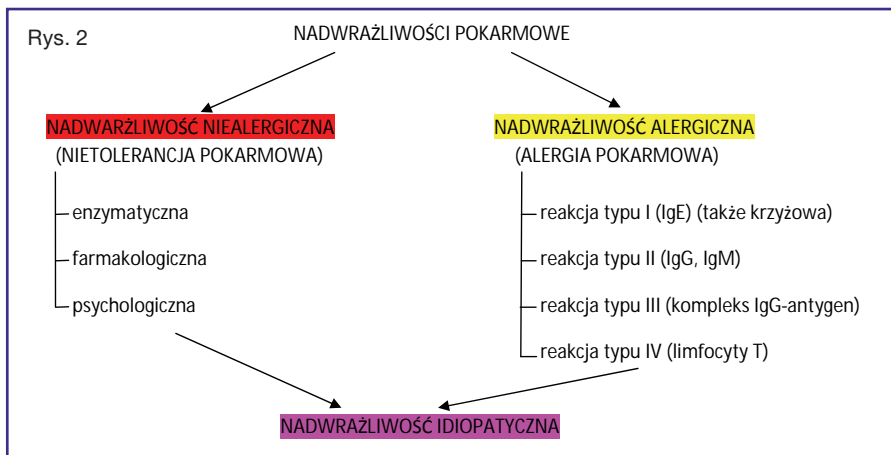 Rys. 2
NADWRAŻLIWOŚCI POKARMOWE
NADWARŻLIWOŚĆ NIEALERGICZNA
(NIETOLERANCJA POKARMOWA)
enzymatyczna
farmakologiczna
psychologiczna
NADWRAŻLIWOŚĆ ALERGICZNA
(ALERGIA POKARMOWA)
reakcja typu I (IgE) (także krzyżowa)
reakcja typu II (IgG, IgM)
reakcja typu III (kompleks IgG-antygen)
reakcja typu IV (limfocyty T)
NADWRAŻLIWOŚĆ IDIOPATYCZNA